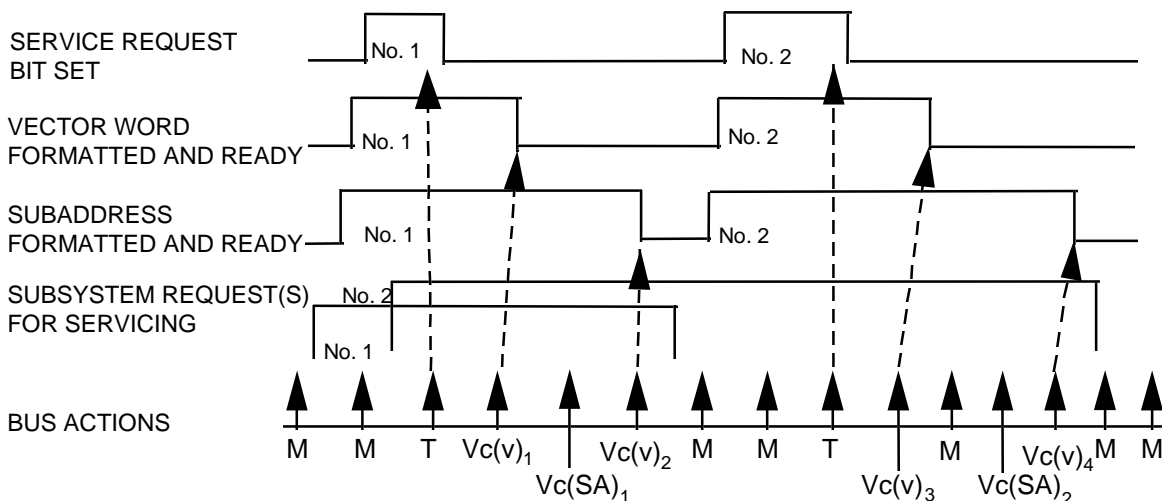 SERVICE REQUEST
BIT SET
No. 1
No. 2
VECTOR WORD
FORMATTED AND READY
No. 1
No. 2
SUBADDRESS
FORMATTED AND READY
No. 1
No. 2
SUBSYSTEM REQUEST(S)
FOR SERVICING
No. 2
No. 1
BUS ACTIONS
M M T Vc(v)1 Vc(v)2 M M T M Vc(v)4 M M
Vc(SA)1 Vc(v)3 Vc(SA)2